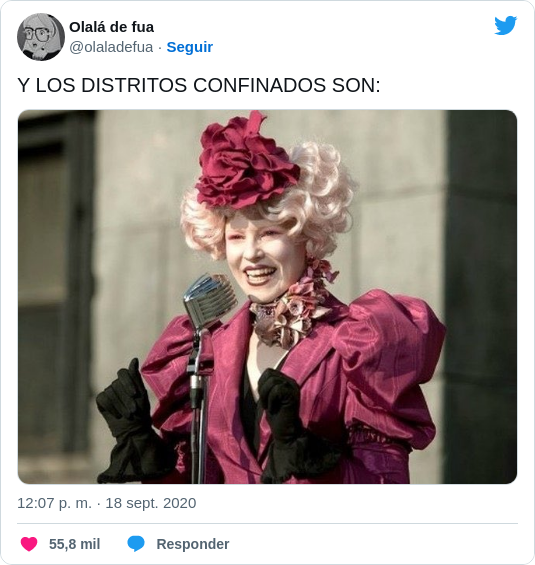 Olalá de fua
@olaladefua · Seguir
Y LOS DISTRITOS CONFINADOS SON:
12:07 p. m. · 18 sept. 2020
55,8 mil
Responder